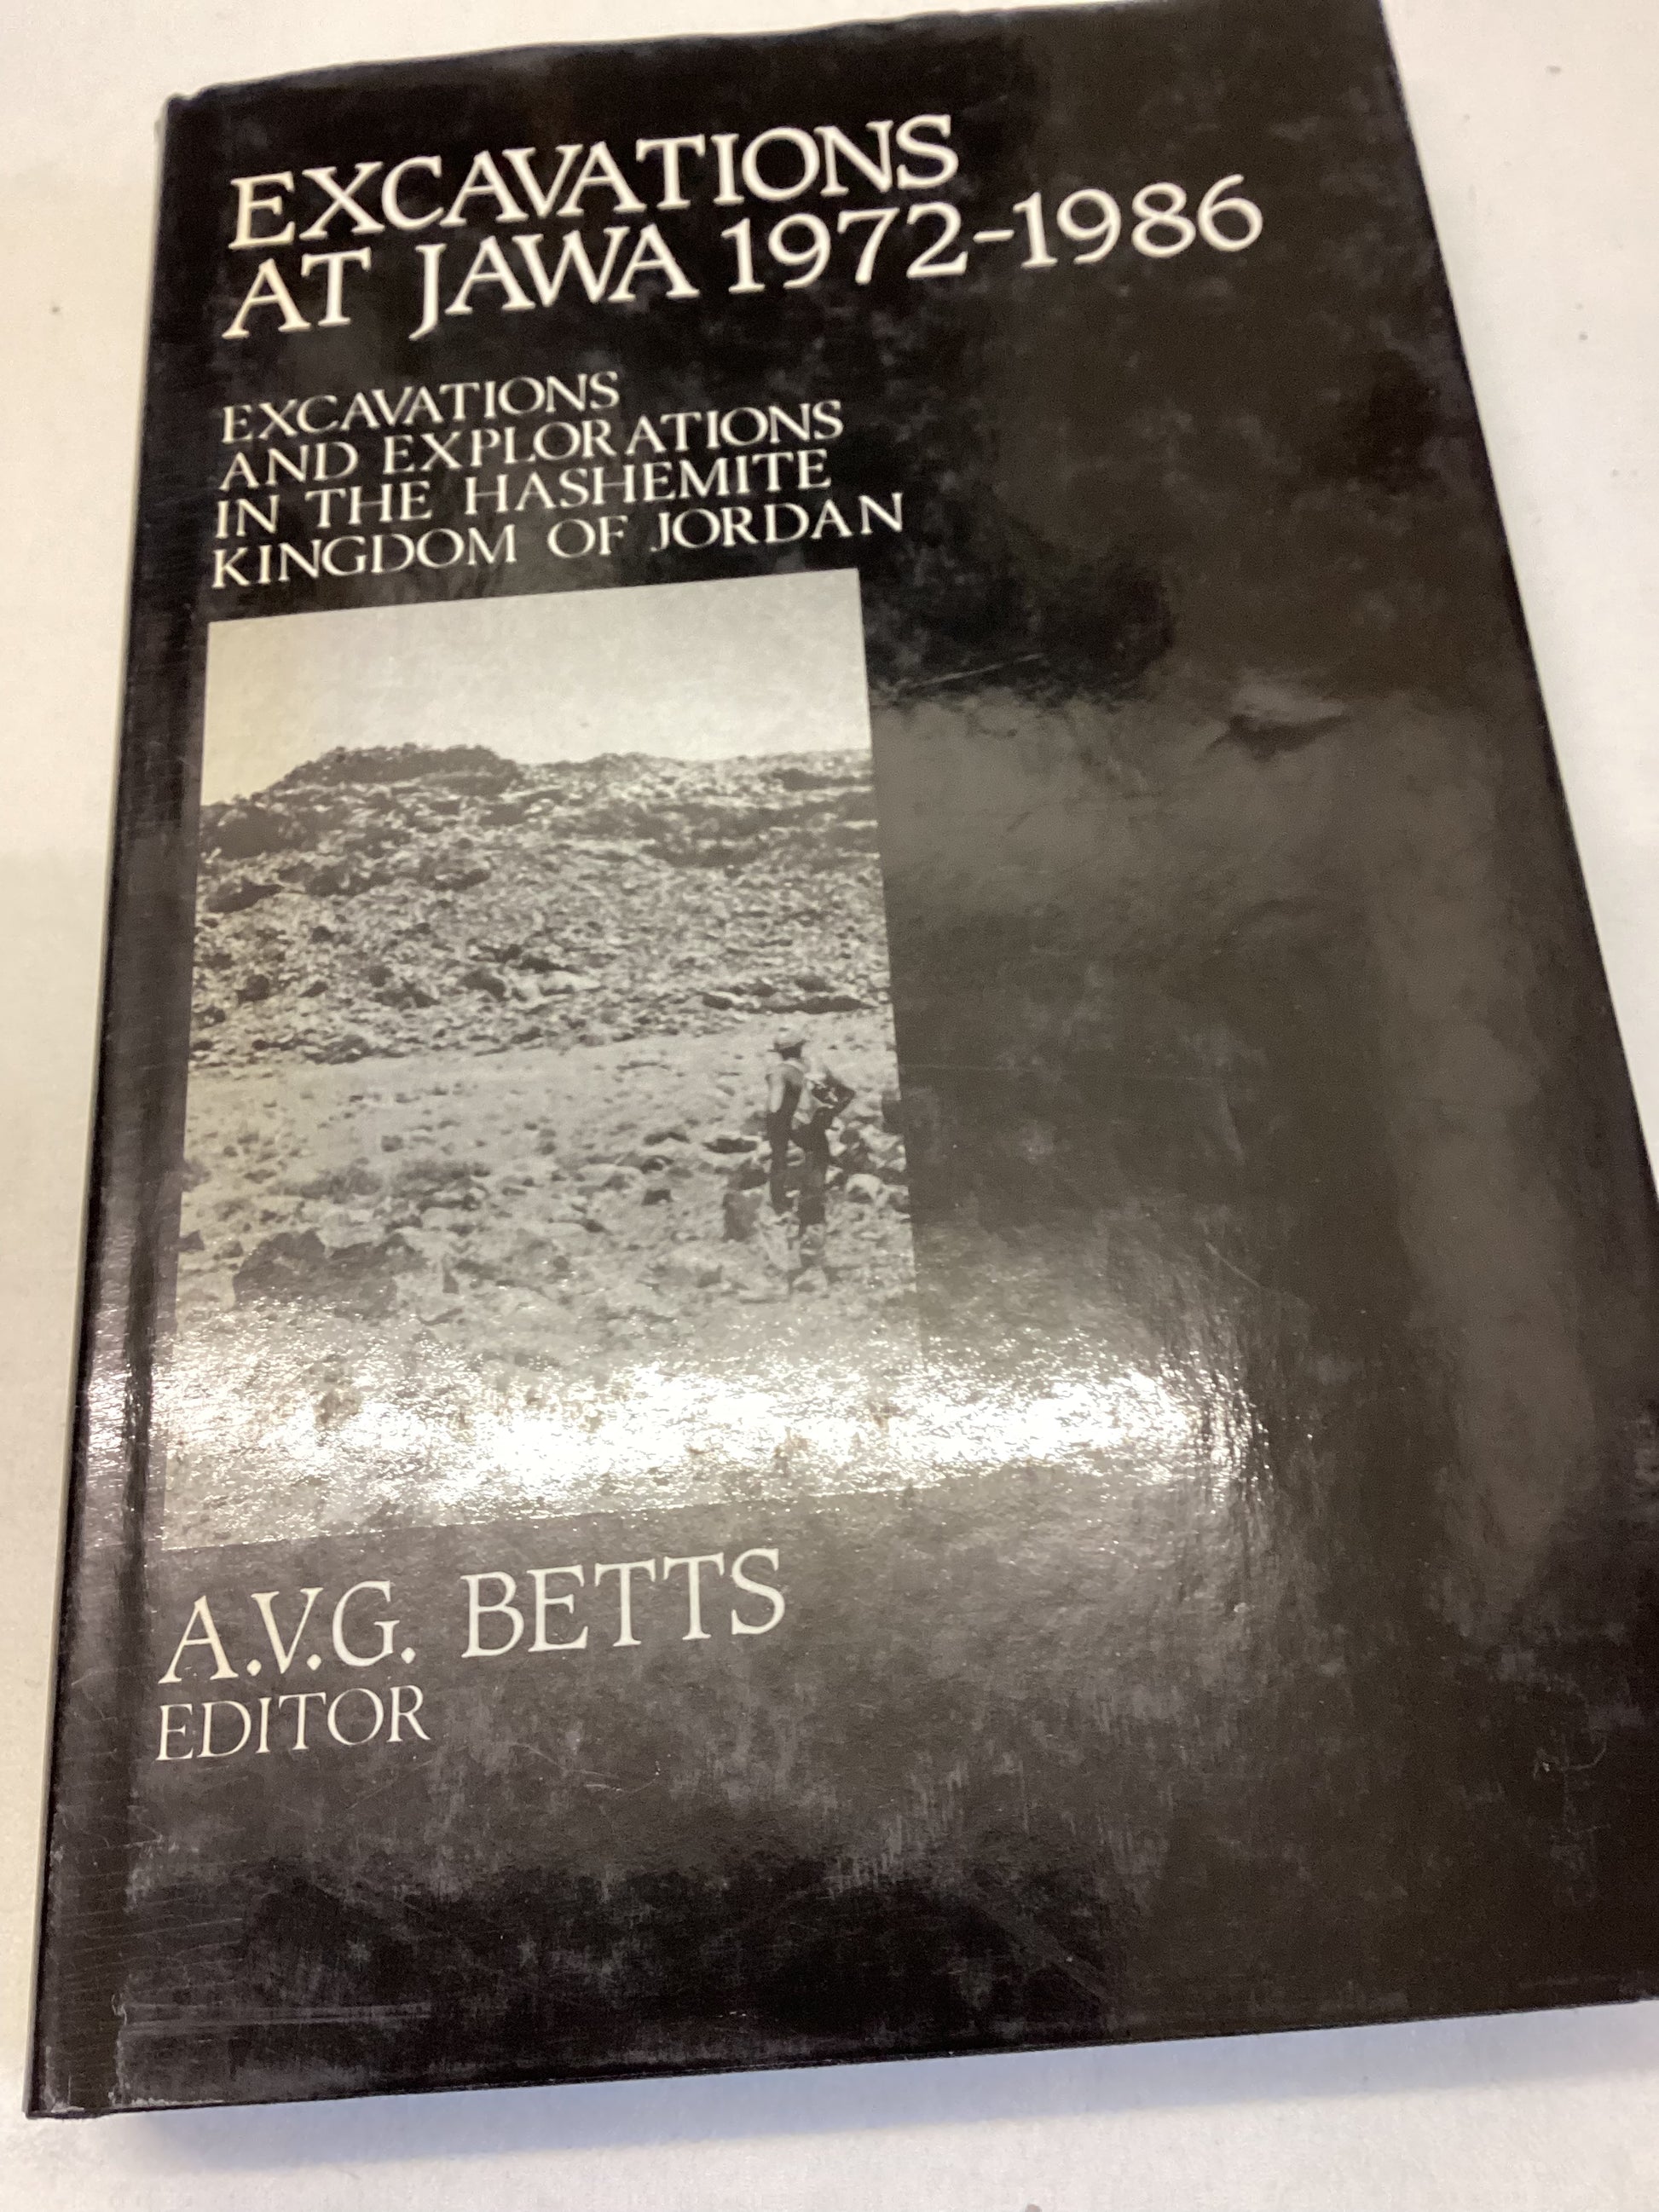 EXCAVATIONS
AT JAWA 1972-1986
EXCAVATIONS
AND EXPLORATIONS
IN THE HASHEMITE
KINGDOM OF JORDAN
A.V.G. BETTS
EDITOR